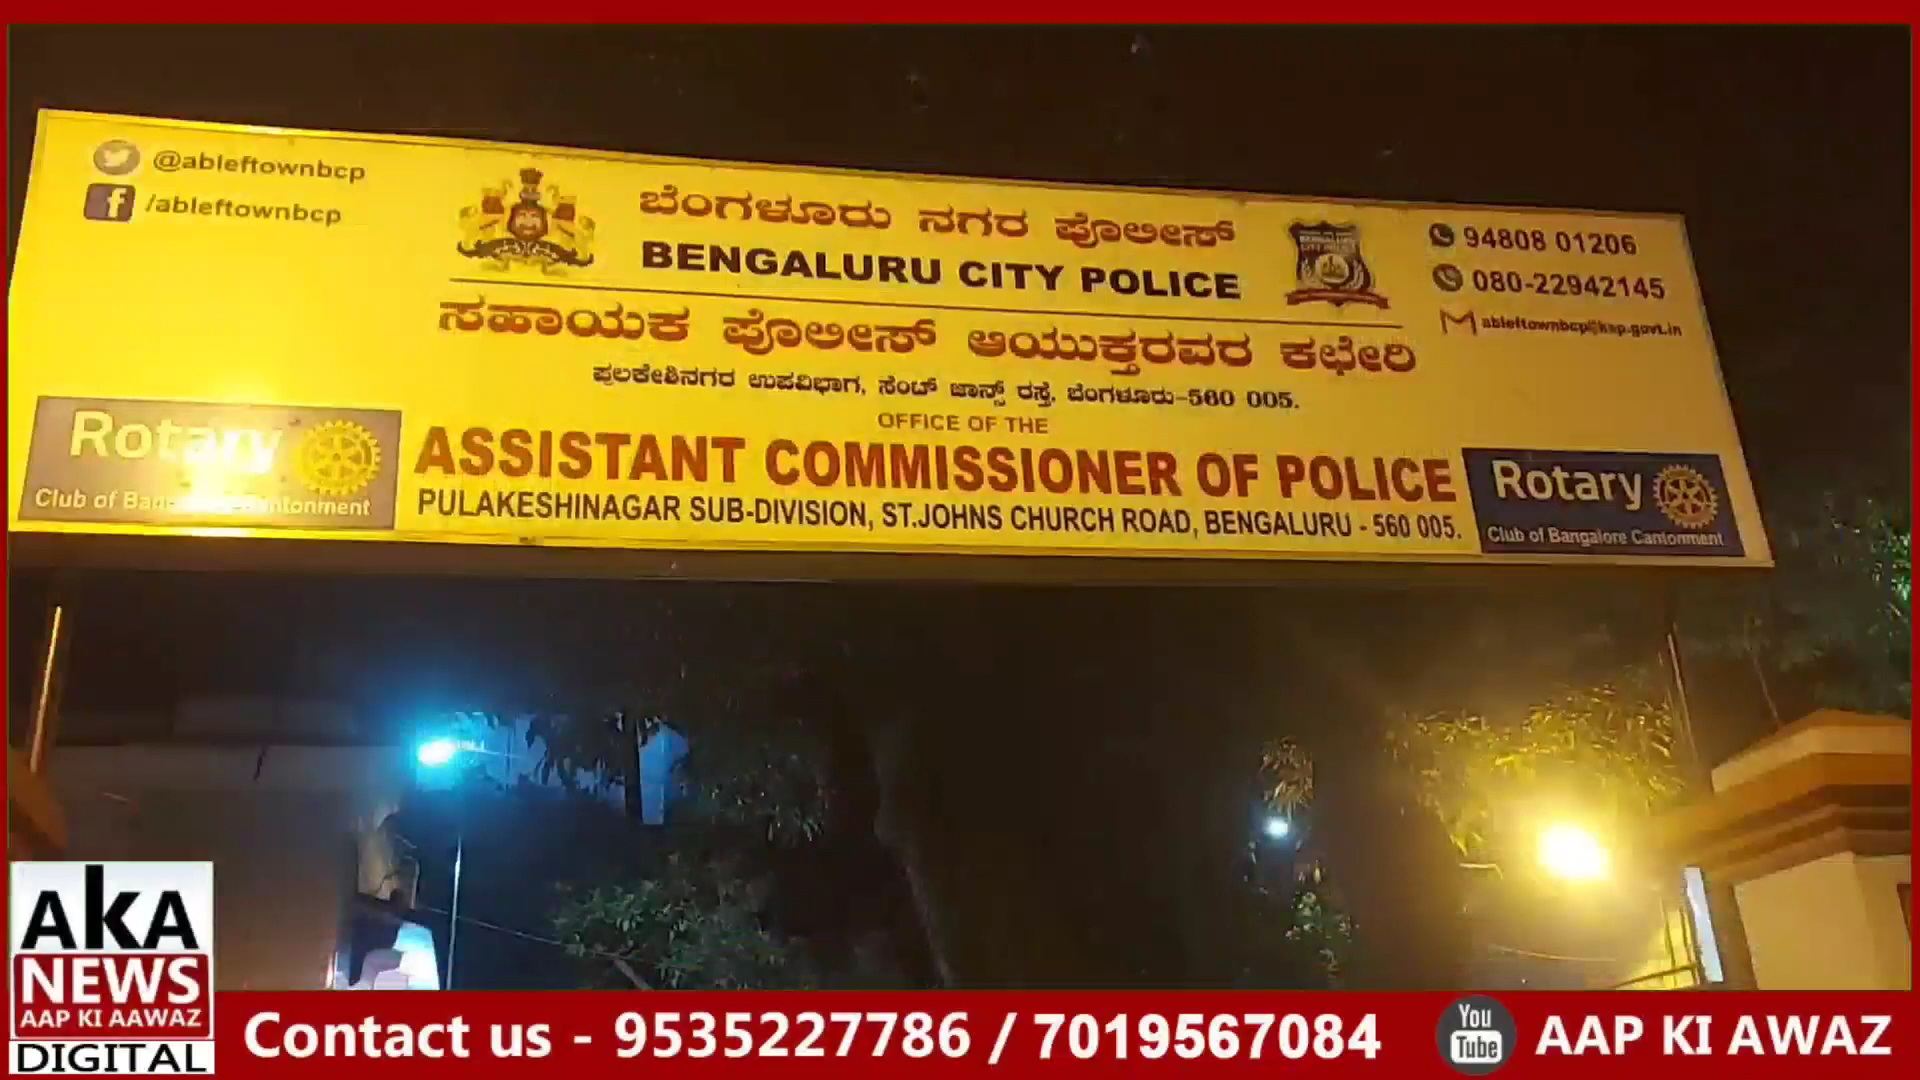 @ableftownbcp
/ableftownbcp
ಬೆಂಗಳೂರು ನಗರ ಪೊಲೀಸ್
BENGALURU CITY POLICE
94808 01206
080-22942145
ableftownbcp@ksp.govt.in
ಸಹಾಯಕ ಪೊಲೀಸ್ ಆಯುಕ್ತರವರ ಕಛೇರಿ
ಪುಲಕೇಶಿನಗರ ಉಪವಿಭಾಗ, ಸೆಂಟ್ ಜಾನ್ಸ್ ರಸ್ತೆ, ಬೆಂಗಳೂರು-560 005.
OFFICE OF THE
ASSISTANT COMMISSIONER OF POLICE
PULAKESHINAGAR SUB-DIVISION, ST.JOHNS CHURCH ROAD, BENGALURU - 560 005.
Rotary
Club of Bangalore Cantonment
Rotary
Club of Bangalore Cantonment
AKA
NEWS
AAP KI AAWAZ
DIGITAL
Contact us - 9535227786 / 7019567084
You
Tube
AAP KI AWAZ